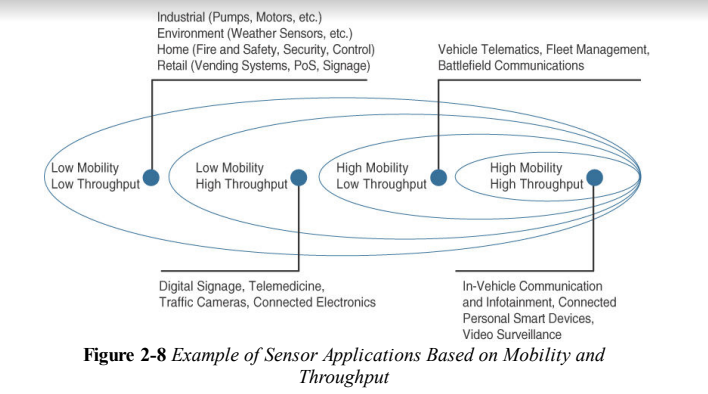 Industrial (Pumps, Motors, etc.)
Environment (Weather Sensors, etc.)
Home (Fire and Safety, Security, Control)
Retail (Vending Systems, PoS, Signage)
Vehicle Telematics, Fleet Management,
Battlefield Communications
Low Mobility
Low Throughput
Low Mobility
High Throughput
High Mobility
Low Throughput
High Mobility
High Throughput
Digital Signage, Telemedicine,
Traffic Cameras, Connected Electronics
In-Vehicle Communication
and Infotainment, Connected
Personal Smart Devices,
Video Surveillance
Figure 2-8 Example of Sensor Applications Based on Mobility and
Throughput